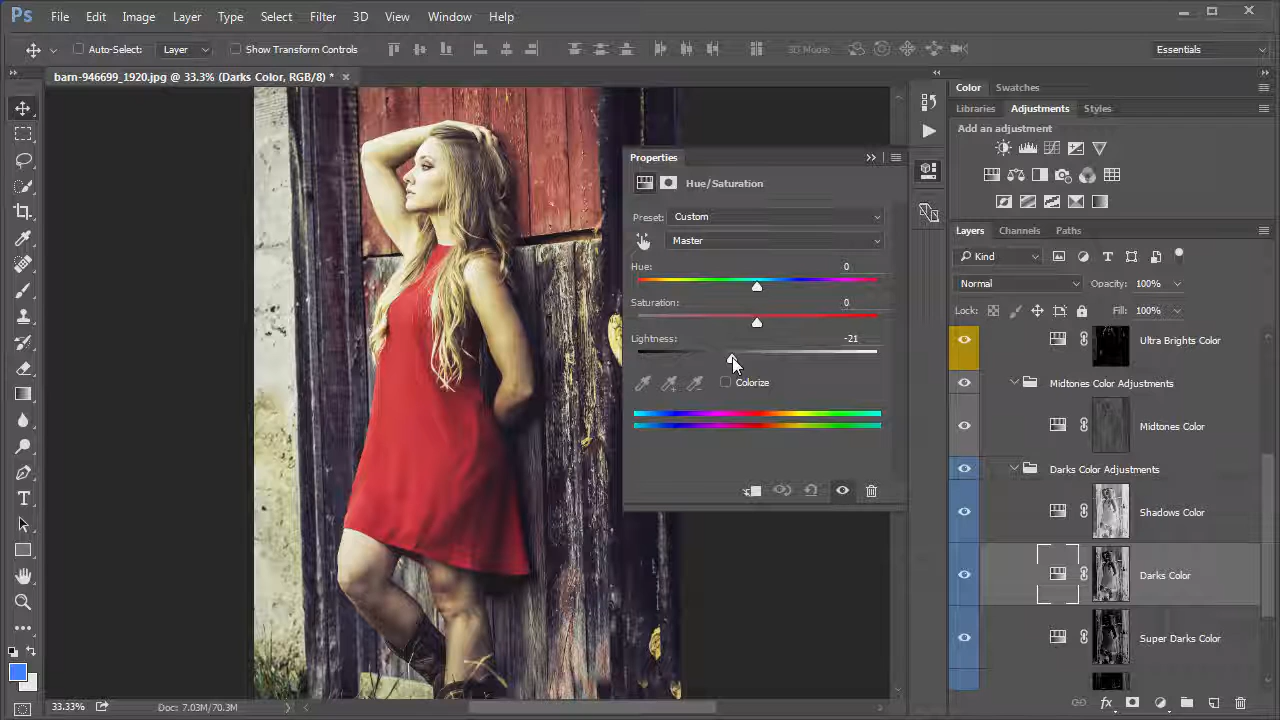 Ps File Edit Image Layer Type Select Filter 3D View Window Help
Auto-Select: Layer Show Transform Controls 3D Mode: Essentials
barn-946699_1920.jpg @ 33.3% (Darks Color, RGB/8) * ×
Color Swatches
Libraries Adjustments Styles
Add an adjustment
Properties
Hue/Saturation
Preset: Custom
Master
Hue: 0
Saturation: 0
Lightness: -21
Colorize
Layers Channels Paths
Kind
Normal Opacity: 100%
Lock: Fill: 100%
Ultra Brights Color
Midtones Color Adjustments
Midtones Color
Darks Color Adjustments
Shadows Color
Darks Color
Super Darks Color
33.33% Doc: 7.03M/70.3M
fx